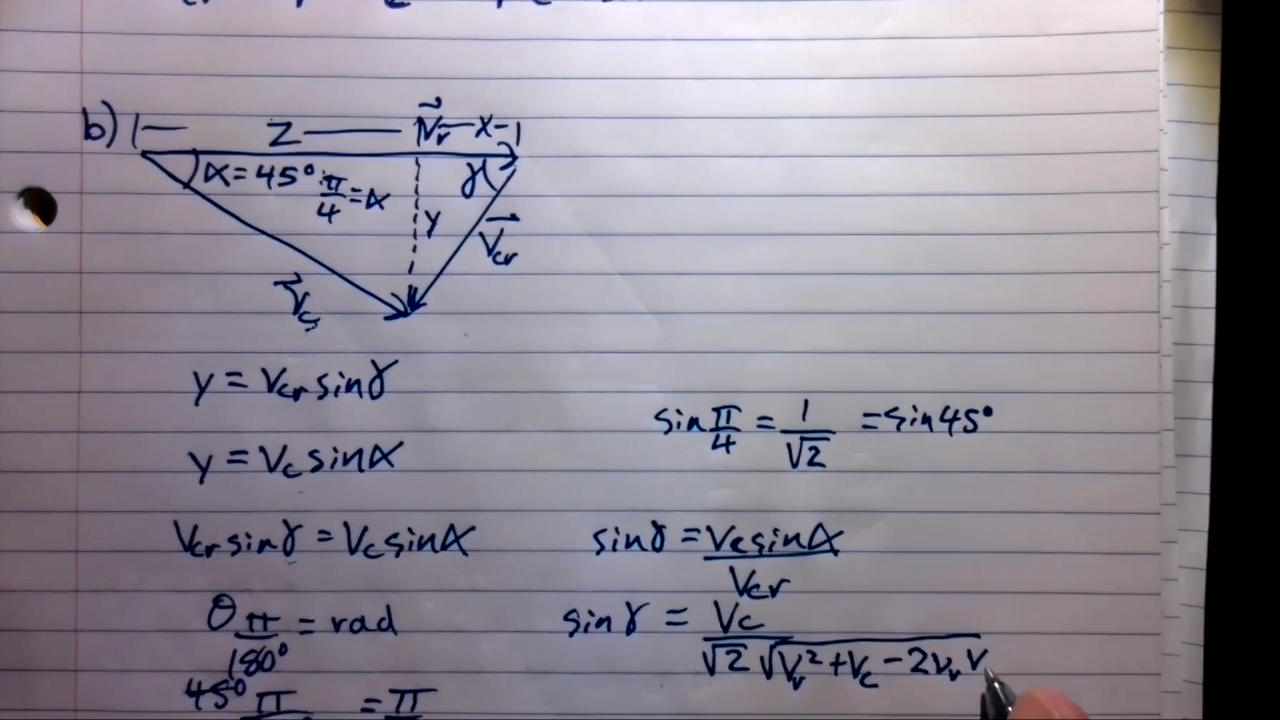 b) |— Z —— V⃗r — X -|
α = 45° π/4 = α γ
y V⃗cr
V⃗c
y = Vcr sinγ
sin π/4 = 1/√2 = sin45°
y = Vc sinα
Vcr sinγ = Vc sinα sinγ = Vc sinα / Vcr
θ π/180° = rad sinγ = Vc / √2 √Vr² + Vc - 2Vr V
45° π = π